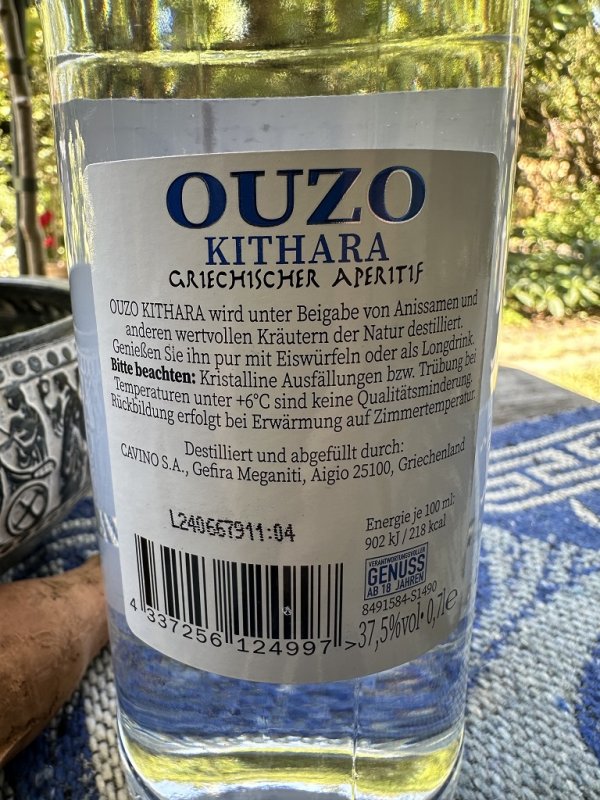 OUZO
KITHARA
GRIECHISCHER APERITIF
OUZO KITHARA wird unter Beigabe von Anissamen und
anderen wertvollen Kräutern der Natur destilliert.
Genießen Sie ihn pur mit Eiswürfeln oder als Longdrink.
Bitte beachten: Kristalline Ausfällungen bzw. Trübung bei
Temperaturen unter +6°C sind keine Qualitätsminderung.
Rückbildung erfolgt bei Erwärmung auf Zimmertemperatur.
Destilliert und abgefüllt durch:
CAVINO S.A., Gefira Meganiti, Aigio 25100, Griechenland
L240667911:04
Energie je 100 ml:
902 kJ / 218 kcal
VERANTWORTUNGSVOLLER
GENUSS
AB 18 JAHREN
8491584-S1490
4 337256 124997 >
37,5%vol · 0,7l e